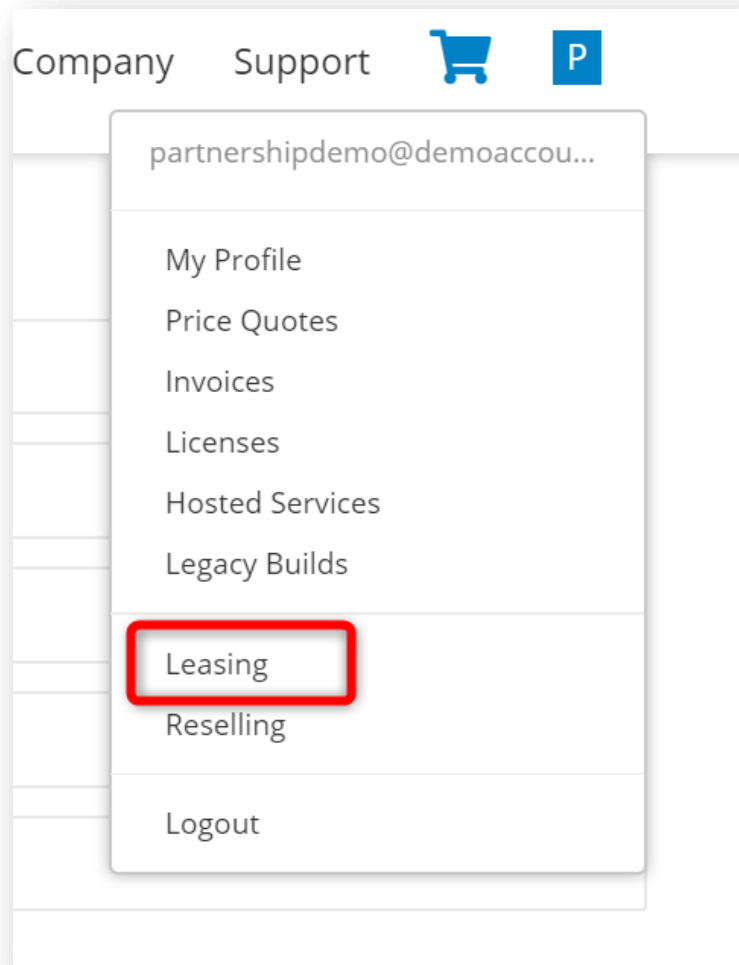 Company Support P
partnershipdemo@demoaccou...
My Profile
Price Quotes
Invoices
Licenses
Hosted Services
Legacy Builds
Leasing
Reselling
Logout